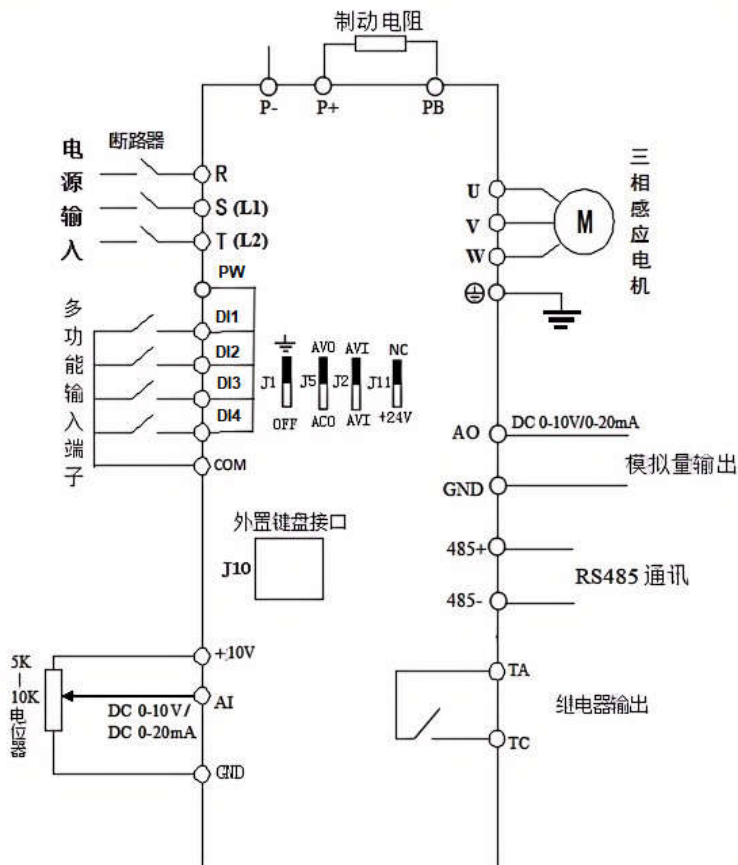 制动电阻
P-
P+
PB
电源输入
断路器
R
S (L1)
T (L2)
PW
多功能输入端子
DI1
DI2
DI3
DI4
COM
J1
OFF
AVO
J5
ACO
AVI
J2
AVI
NC
J11
+24V
U
V
W
M
三相感应电机
AO
DC 0-10V/0-20mA
GND
模拟量输出
外置键盘接口
J10
485+
RS485 通讯
485-
+10V
5K
—
10K
电位器
AI
DC 0-10V/
DC 0-20mA
GND
TA
继电器输出
TC